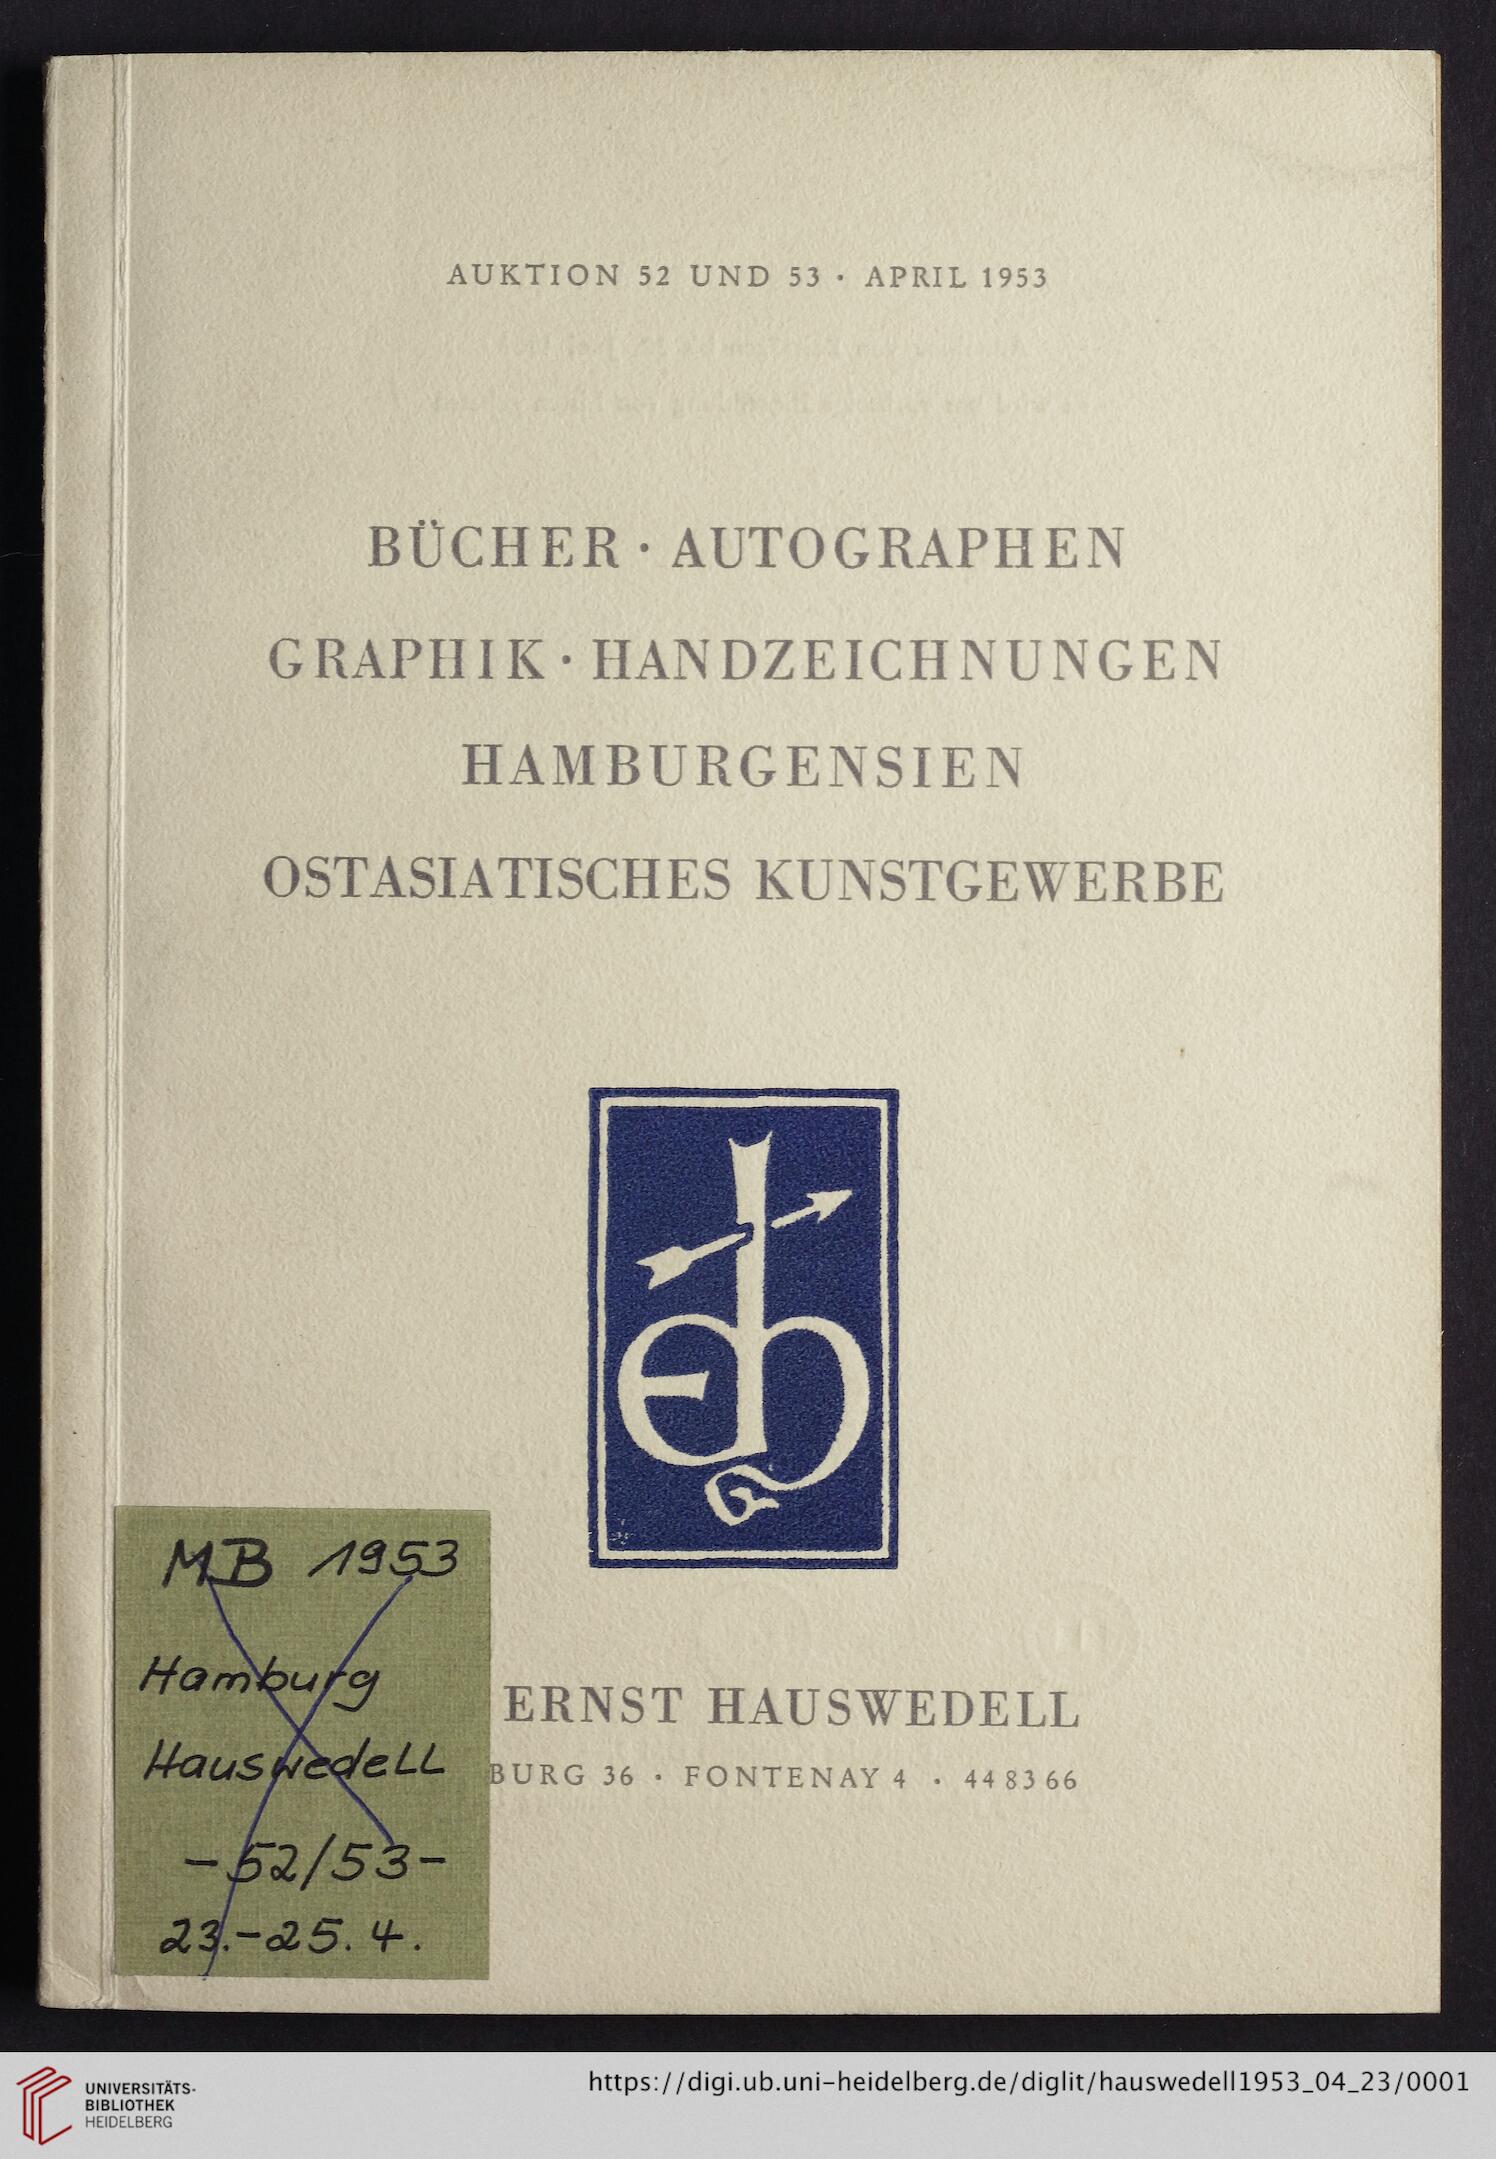 AUKTION 52 UND 53 · APRIL 1953
BÜCHER · AUTOGRAPHEN
GRAPHIK · HANDZEICHNUNGEN
HAMBURGENSIEN
OSTASIATISCHES KUNSTGEWERBE
eh
ERNST HAUSWEDELL
BURG 36 · FONTENAY 4 · 44 83 66
MB 1953
Hamburg
Hauswedell
- 52/53 -
23.-25. 4.
UNIVERSITÄTS-
BIBLIOTHEK
HEIDELBERG
https://digi.ub.uni-heidelberg.de/diglit/hauswedell1953_04_23/0001